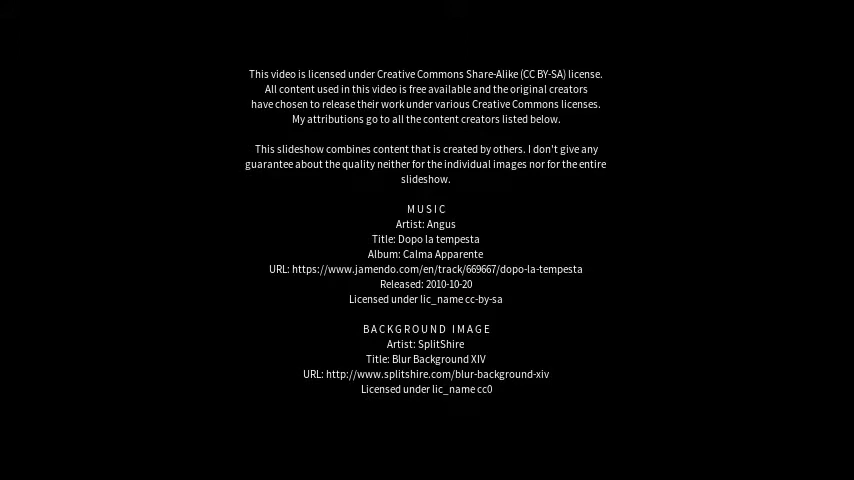 This video is licensed under Creative Commons Share-Alike (CC BY-SA) license.
All content used in this video is free available and the original creators
have chosen to release their work under various Creative Commons licenses.
My attributions go to all the content creators listed below.
This slideshow combines content that is created by others. I don't give any
guarantee about the quality neither for the individual images nor for the entire
slideshow.
MUSIC
Artist: Angus
Title: Dopo la tempesta
Album: Calma Apparente
URL: https://www.jamendo.com/en/track/669667/dopo-la-tempesta
Released: 2010-10-20
Licensed under lic_name cc-by-sa
BACKGROUND IMAGE
Artist: SplitShire
Title: Blur Background XIV
URL: http://www.splitshire.com/blur-background-xiv
Licensed under lic_name cc0